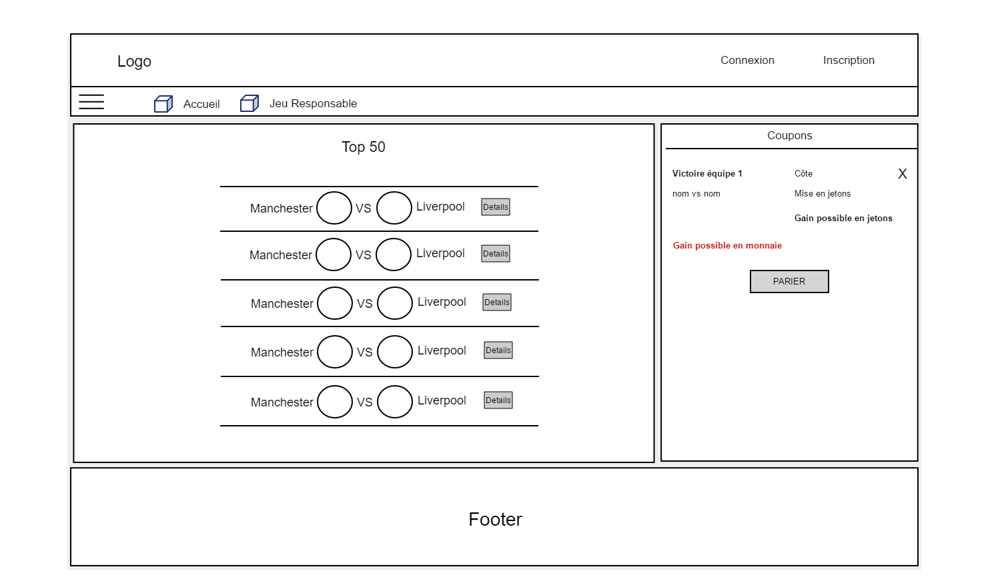 Logo
Connexion
Inscription
Accueil
Jeu Responsable
Top 50
Manchester VS Liverpool Details
Manchester VS Liverpool Details
Manchester VS Liverpool Details
Manchester VS Liverpool Details
Manchester VS Liverpool Details
Coupons
Victoire équipe 1 Côte X
nom vs nom Mise en jetons
Gain possible en jetons
Gain possible en monnaie
PARIER
Footer